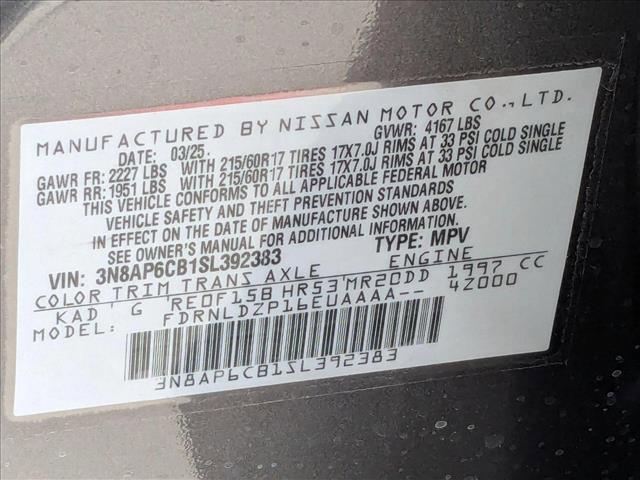 MANUFACTURED BY NISSAN MOTOR CO.,LTD.
DATE: 03/25 GVWR: 4167 LBS
GAWR FR: 2227 LBS WITH 215/60R17 TIRES 17X7.0J RIMS AT 33 PSI COLD SINGLE
GAWR RR: 1951 LBS WITH 215/60R17 TIRES 17X7.0J RIMS AT 33 PSI COLD SINGLE
THIS VEHICLE CONFORMS TO ALL APPLICABLE FEDERAL MOTOR
VEHICLE SAFETY AND THEFT PREVENTION STANDARDS
IN EFFECT ON THE DATE OF MANUFACTURE SHOWN ABOVE.
SEE OWNER'S MANUAL FOR ADDITIONAL INFORMATION.
VIN: 3N8AP6CB1SL392383 TYPE: MPV
COLOR TRIM TRANS AXLE ENGINE
KAD G RE0F15B HR53 MR20DD 1997 CC
MODEL: FDRNLDZP16EUAAAA-- 4Z000
3N8AP6CB1SL392383